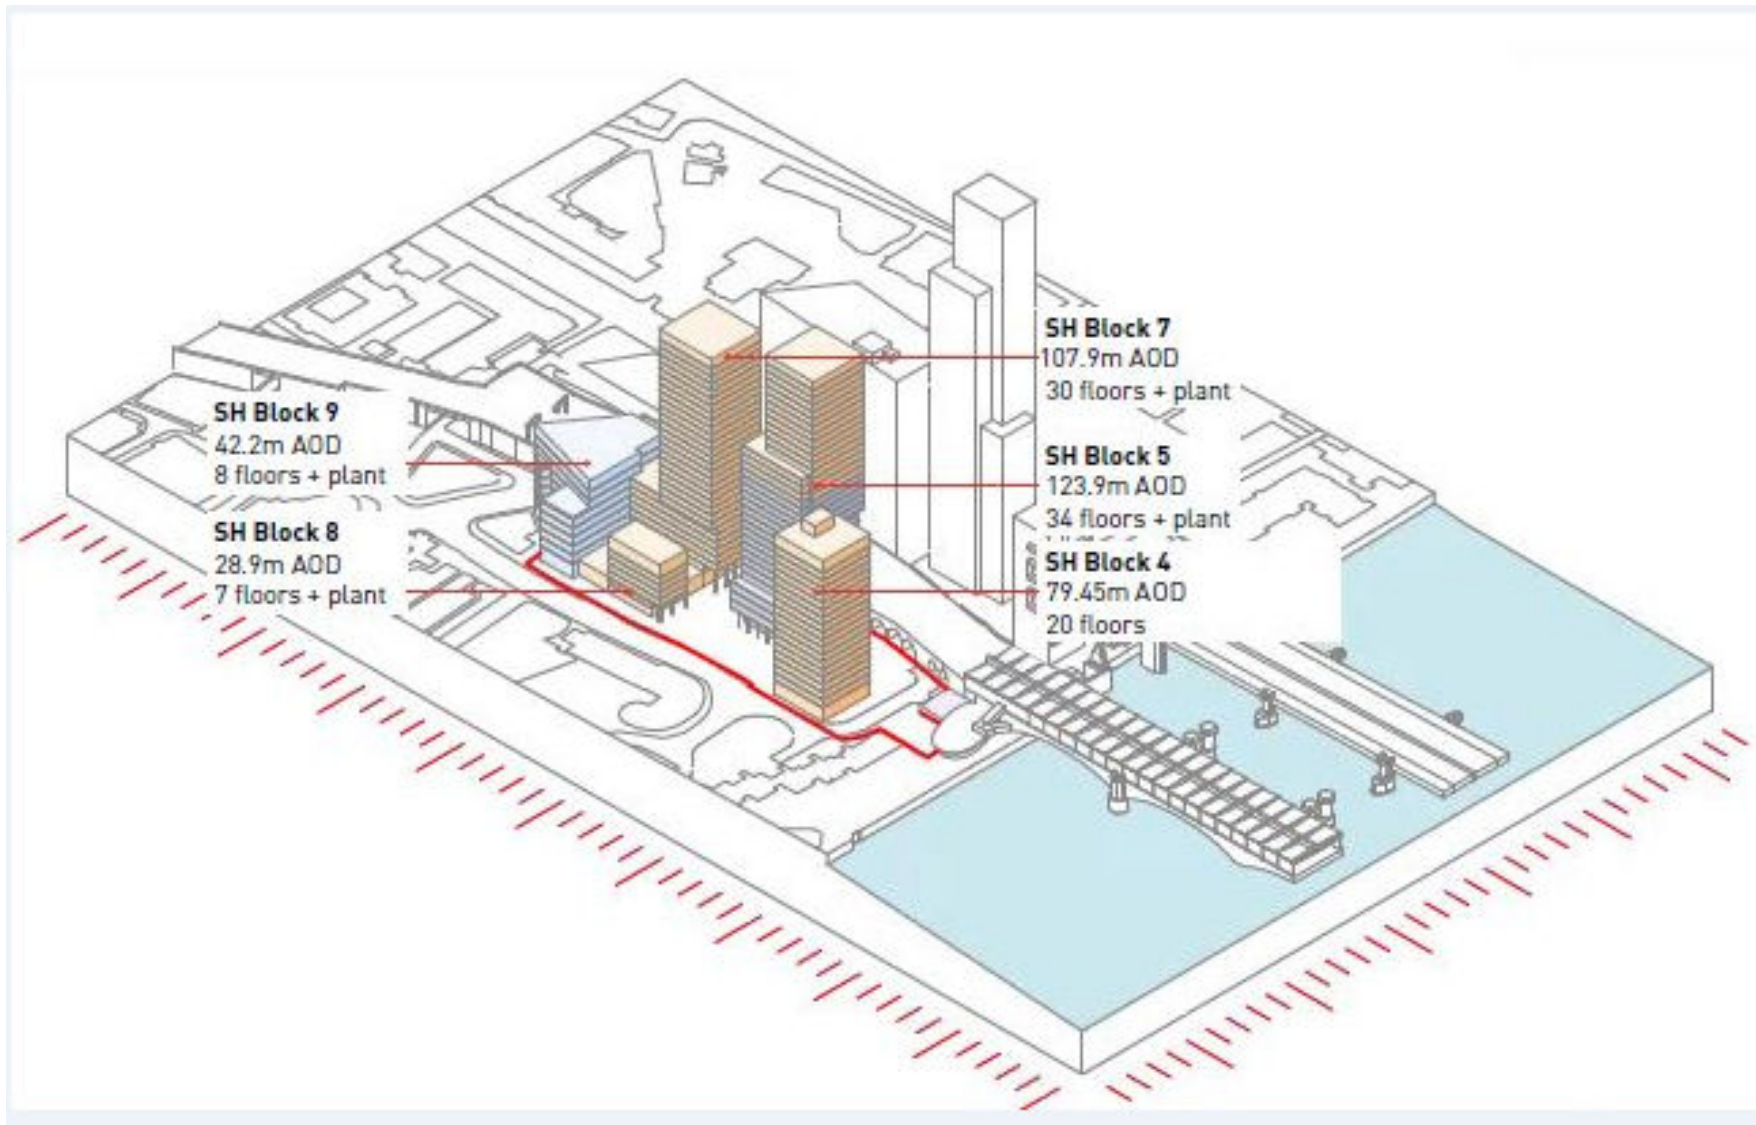 SH Block 7
107.9m AOD
30 floors + plant
SH Block 9
42.2m AOD
8 floors + plant
SH Block 5
123.9m AOD
34 floors + plant
SH Block 8
28.9m AOD
7 floors + plant
SH Block 4
79.45m AOD
20 floors